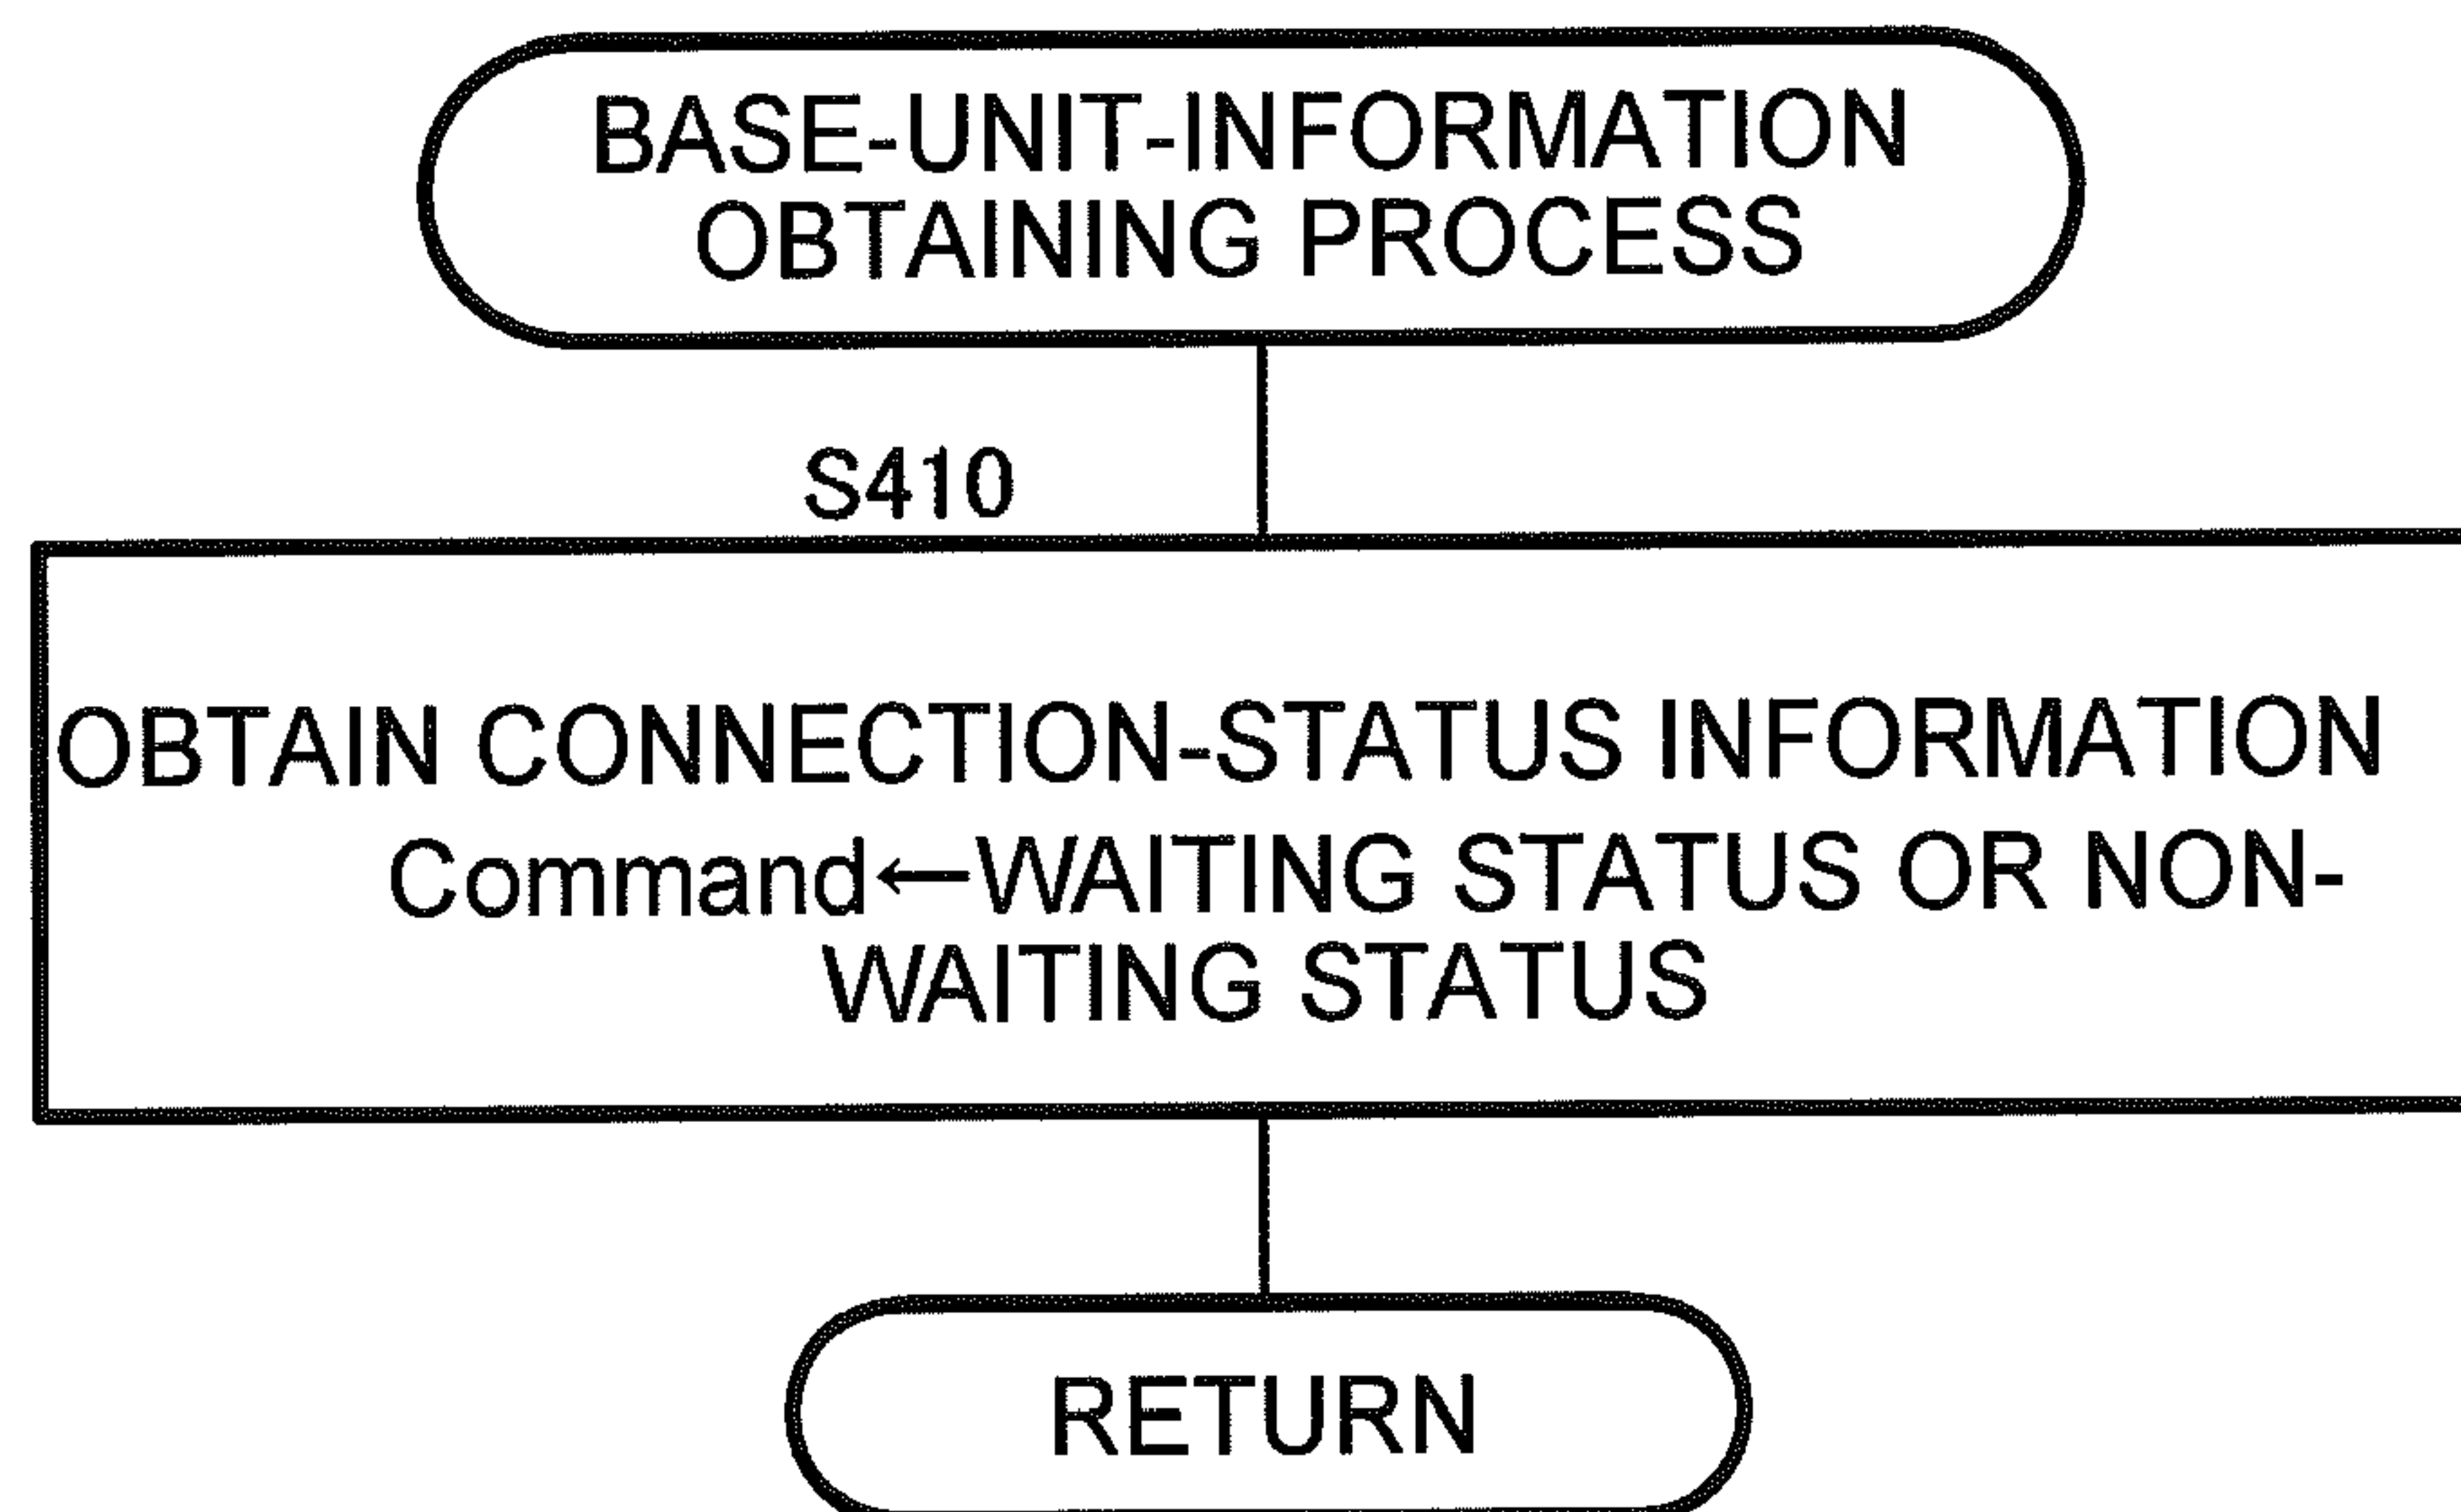 BASE-UNIT-INFORMATION
OBTAINING PROCESS
S410
OBTAIN CONNECTION-STATUS INFORMATION
Command←WAITING STATUS OR NON-
WAITING STATUS
RETURN